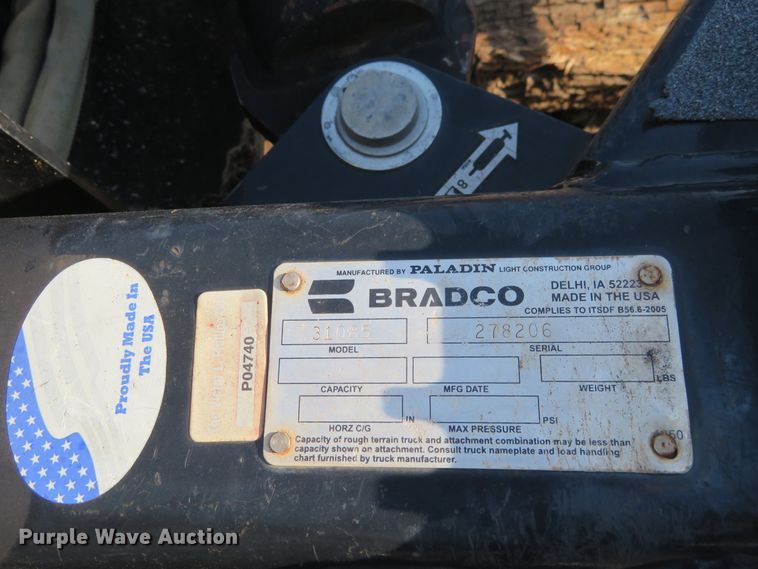 MANUFACTURED BY PALADIN LIGHT CONSTRUCTION GROUP
BRADCO
DELHI, IA 52223
MADE IN THE USA
COMPLIES TO ITSDF B56.6-2005
278206
MODEL
SERIAL
CAPACITY
MFG DATE
WEIGHT
LBS
HORZ C/G
IN
MAX PRESSURE
PSI
Capacity of rough terrain truck and attachment combination may be less than
capacity shown on attachment. Consult truck nameplate and load handling
chart furnished by truck manufacturer.
P04740
Proudly Made In
The USA
Purple Wave Auction